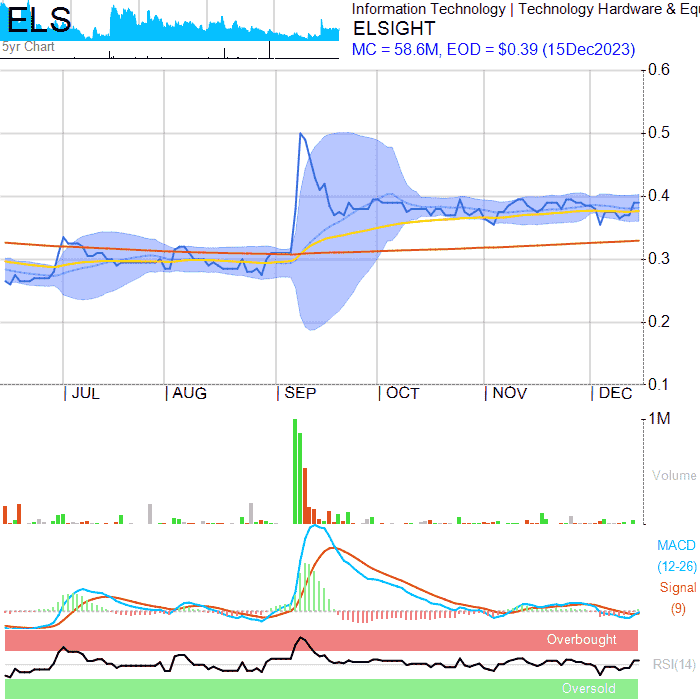 ELS
5yr Chart
Information Technology | Technology Hardware & Equ
ELSIGHT
MC = 58.6M, EOD = $0.39 (15Dec2023)
0.6
0.5
0.4
0.3
0.2
0.1
JUL AUG SEP OCT NOV DEC
1M
Volume
MACD
(12-26)
Signal
(9)
Overbought
RSI(14)
Oversold